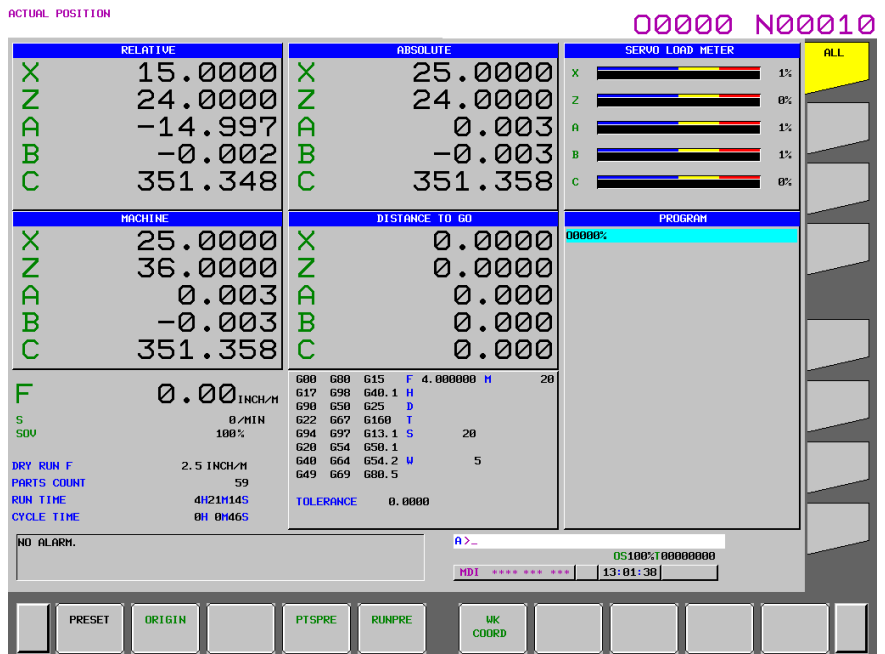 ACTUAL POSITION
O0000 N00010
RELATIVE
X 15.0000
Z 24.0000
A -14.997
B -0.002
C 351.348
ABSOLUTE
X 25.0000
Z 24.0000
A 0.003
B -0.003
C 351.358
SERVO LOAD METER
X 1%
Z 0%
A 1%
B 1%
C 0%
ALL
MACHINE
X 25.0000
Z 36.0000
A 0.003
B -0.003
C 351.358
DISTANCE TO GO
X 0.0000
Z 0.0000
A 0.000
B 0.000
C 0.000
PROGRAM
O0000%
F 0.00 INCH/M
S 0/MIN
SOV 100%
DRY RUN F 2.5 INCH/M
PARTS COUNT 59
RUN TIME 4H21M14S
CYCLE TIME 0H 0M46S
G00 G80 G15 F 4.000000 M 20
G17 G98 G40.1 H
G90 G50 G25 D
G22 G67 G160 T
G94 G97 G13.1 S 20
G20 G54 G50.1
G40 G64 G54.2 W 5
G49 G69 G80.5
TOLERANCE 0.0000
NO ALARM.
A>_
OS100%T00000000
MDI **** *** *** 13:01:38
PRESET ORIGIN PTSPRE RUNPRE WK
COORD